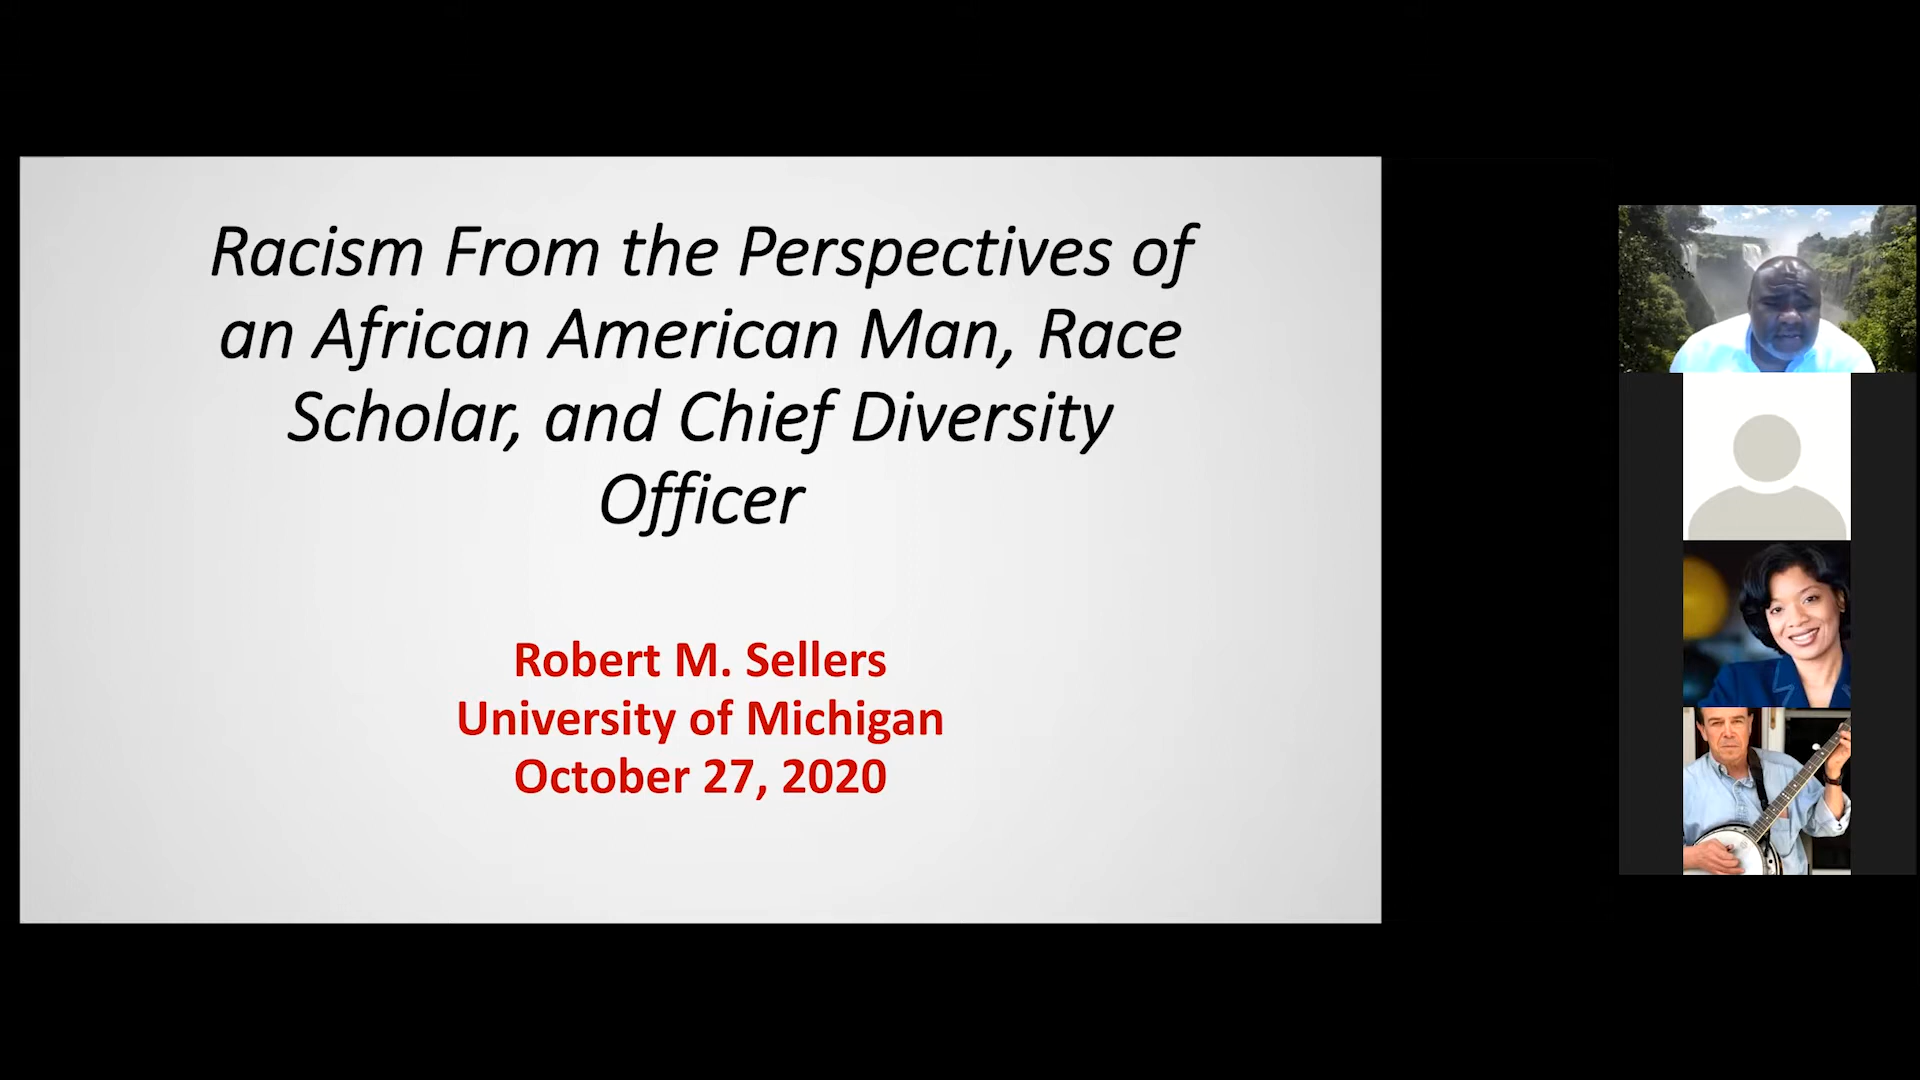 Racism From the Perspectives of
an African American Man, Race
Scholar, and Chief Diversity
Officer
Robert M. Sellers
University of Michigan
October 27, 2020